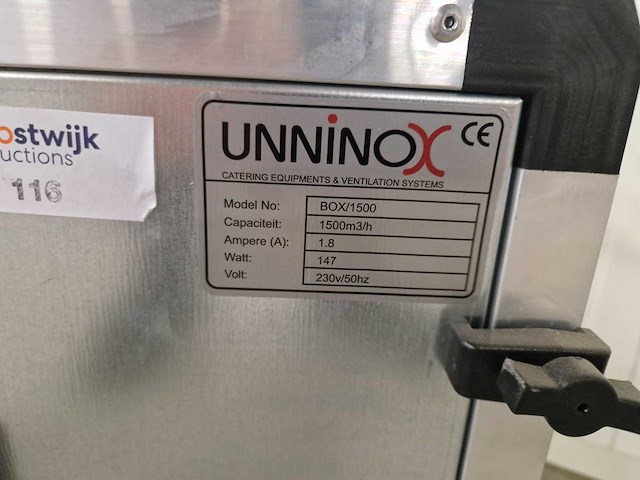 ostwijk
uctions
116
UNNINOX CE
CATERING EQUIPMENTS & VENTILATION SYSTEMS
Model No: BOX/1500
Capaciteit: 1500m3/h
Ampere (A): 1.8
Watt: 147
Volt: 230v/50hz